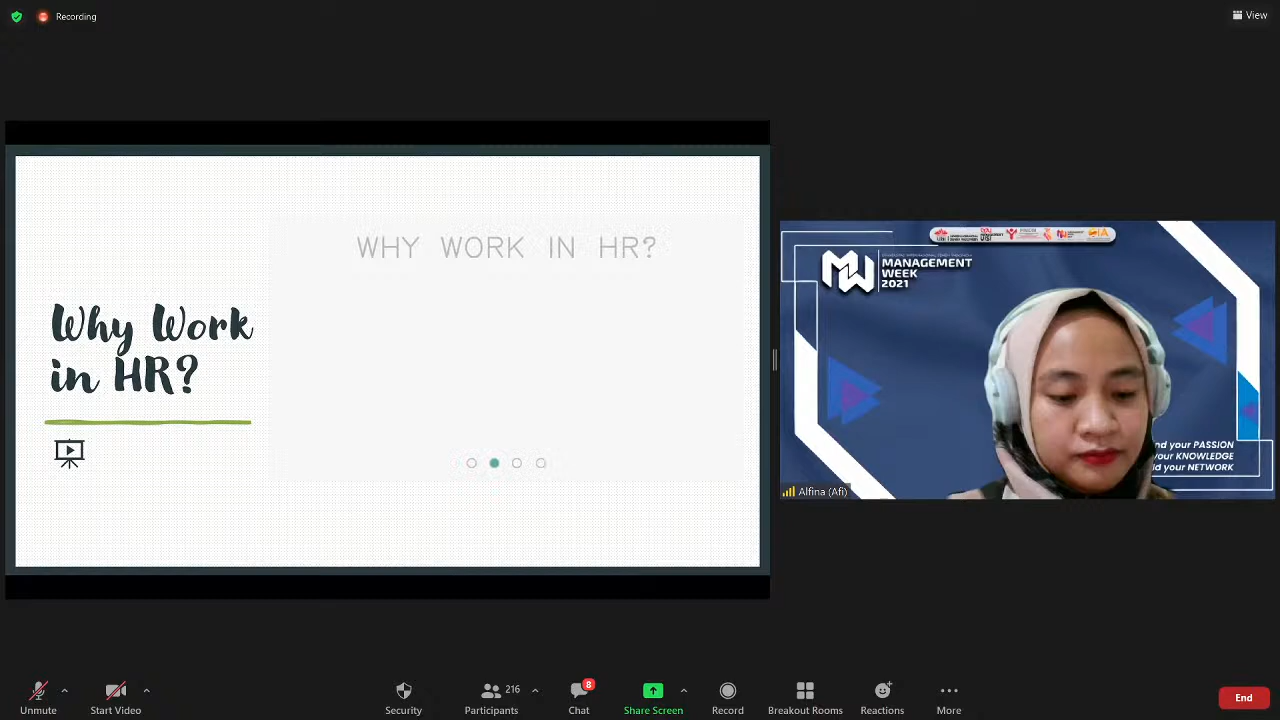 Recording
View
WHY WORK IN HR?
Why Work
in HR?
MW
MANAGEMENT
WEEK
2021
nd your PASSION
your KNOWLEDGE
ld your NETWORK
Alfina (Afi)
Unmute
Start Video
Security
216
Participants
8
Chat
Share Screen
Record
Breakout Rooms
Reactions
More
End